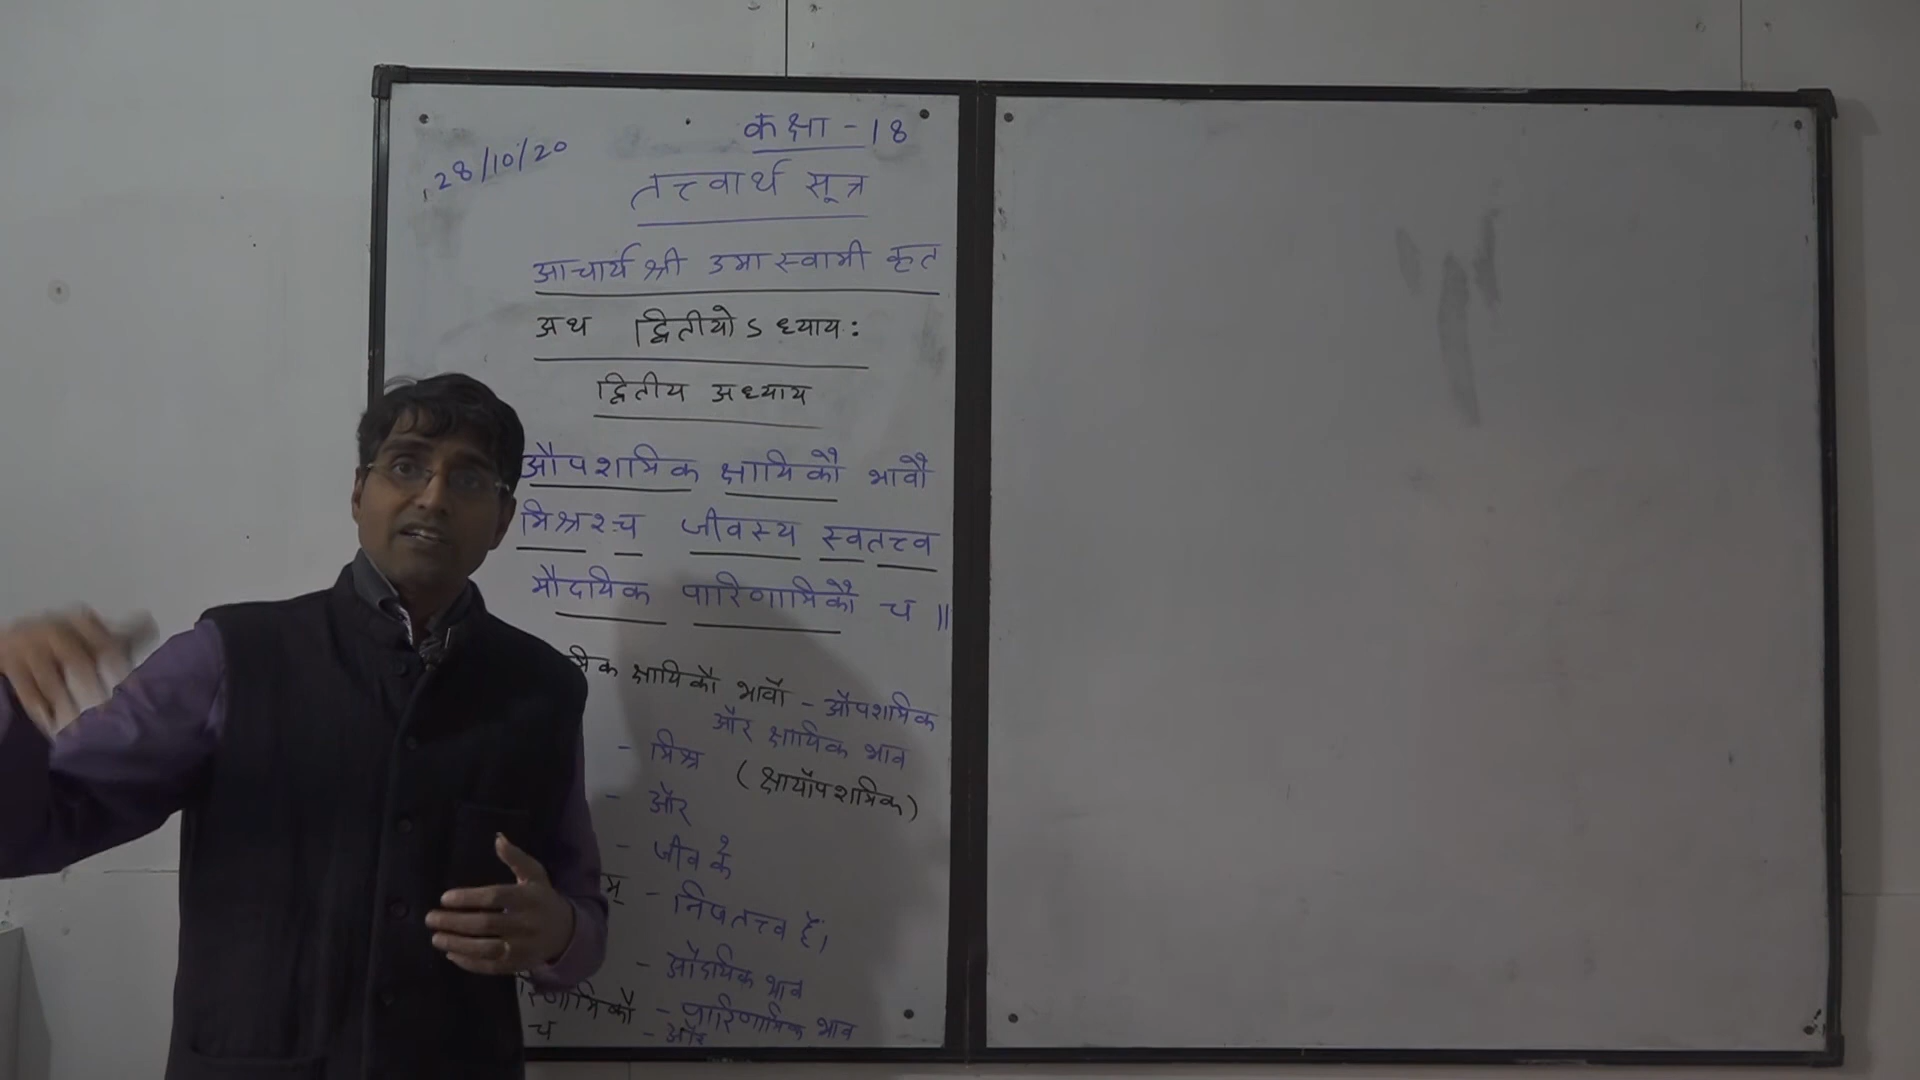 28/10/20
कक्षा - 18
तत्त्वार्थ सूत्र
आचार्य श्री उमास्वामी कृत
अथ द्वितीयोऽध्यायः
द्वितीय अध्याय
औपशमिक क्षायिकौ भावौ
मिश्रश्च जीवस्य स्वतत्त्व
मौदयिक पारिणामिकौ च ॥
मिक क्षायिकौ भावौ - औपशमिक
और क्षायिक भाव
- मिश्र (क्षायोपशमिक)
- और
- जीव के
म् - निजतत्त्व हैं।
- औदयिक भाव
रिणामिकौ - पारिणामिक भाव
च - और